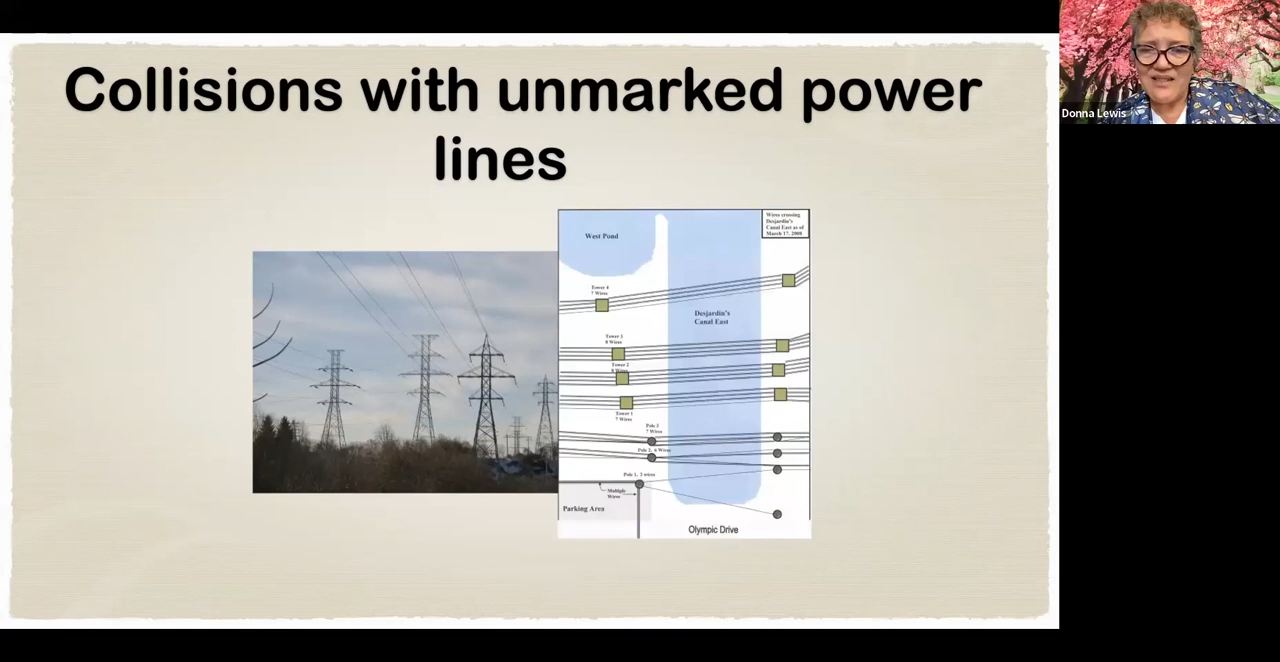 Collisions with unmarked power
lines
Donna Lewis
West Pond
Wires crossing
Desjardin's
Canal East as of
March 17, 2008
Tower 4
7 Wires
Desjardin's
Canal East
Tower 3
8 Wires
Tower 2
8 Wires
Tower 1
7 Wires
Pole 3
7 Wires
Pole 2, 6 Wires
Pole 1, 2 wires
Multiple
Wires
Parking Area
Olympic Drive